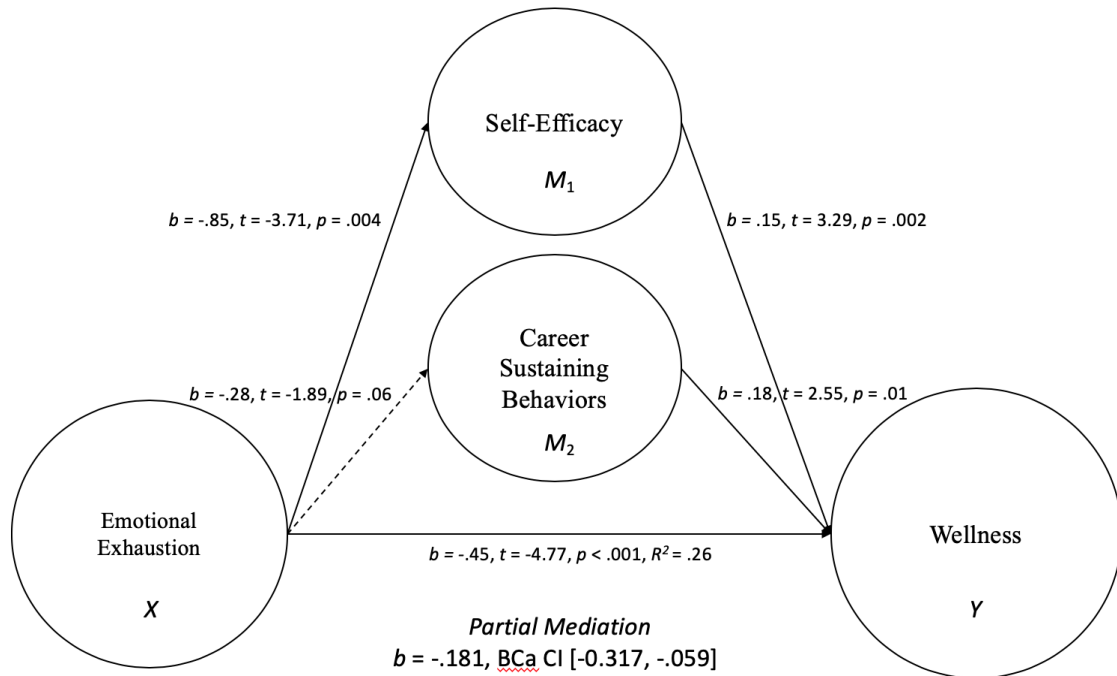 Self-Efficacy
M₁
b = -.85, t = -3.71, p = .004
b = .15, t = 3.29, p = .002
Career
Sustaining
Behaviors
M₂
b = -.28, t = -1.89, p = .06
b = .18, t = 2.55, p = .01
Emotional
Exhaustion
X
Wellness
Y
b = -.45, t = -4.77, p < .001, R² = .26
Partial Mediation
b = -.181, BCa CI [-0.317, -.059]